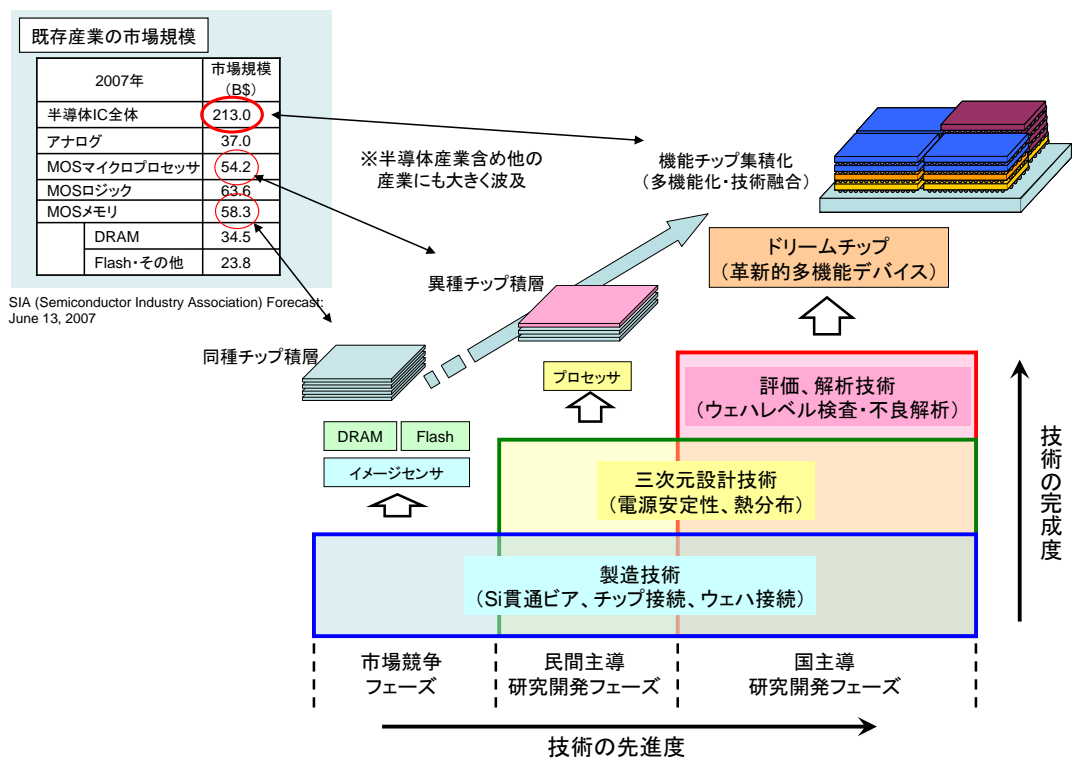 既存産業の市場規模
2007年
市場規模
(B$)
半導体IC全体 213.0
アナログ 37.0
MOSマイクロプロセッサ 54.2
MOSロジック 63.6
MOSメモリ 58.3
DRAM 34.5
Flash・その他 23.8
SIA (Semiconductor Industry Association) Forecast:
June 13, 2007
※半導体産業含め他の
産業にも大きく波及
機能チップ集積化
(多機能化・技術融合)
ドリームチップ
(革新的多機能デバイス)
異種チップ積層
同種チップ積層
プロセッサ
DRAM
Flash
イメージセンサ
評価、解析技術
(ウェハレベル検査・不良解析)
三次元設計技術
(電源安定性、熱分布)
製造技術
(Si貫通ビア、チップ接続、ウェハ接続)
技術の完成度
市場競争
フェーズ
民間主導
研究開発フェーズ
国主導
研究開発フェーズ
技術の先進度